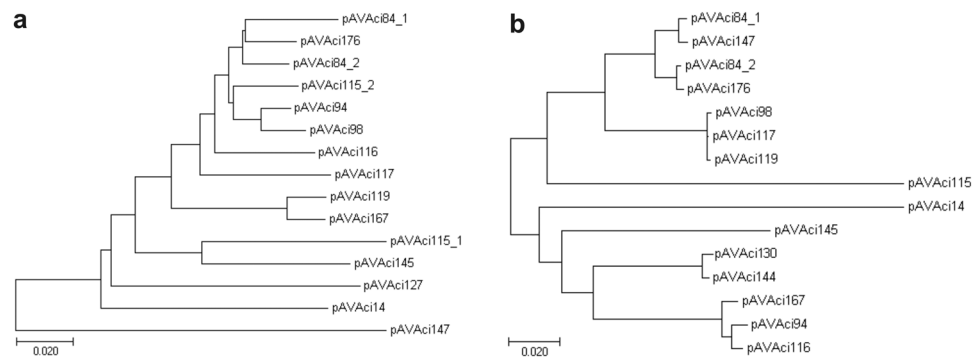 a
pAVAci84_1
pAVAci176
pAVAci84_2
pAVAci115_2
pAVAci94
pAVAci98
pAVAci116
pAVAci117
pAVAci119
pAVAci167
pAVAci115_1
pAVAci145
pAVAci127
pAVAci14
pAVAci147
0.020
b
pAVAci84_1
pAVAci147
pAVAci84_2
pAVAci176
pAVAci98
pAVAci117
pAVAci119
pAVAci115
pAVAci14
pAVAci145
pAVAci130
pAVAci144
pAVAci167
pAVAci94
pAVAci116
0.020